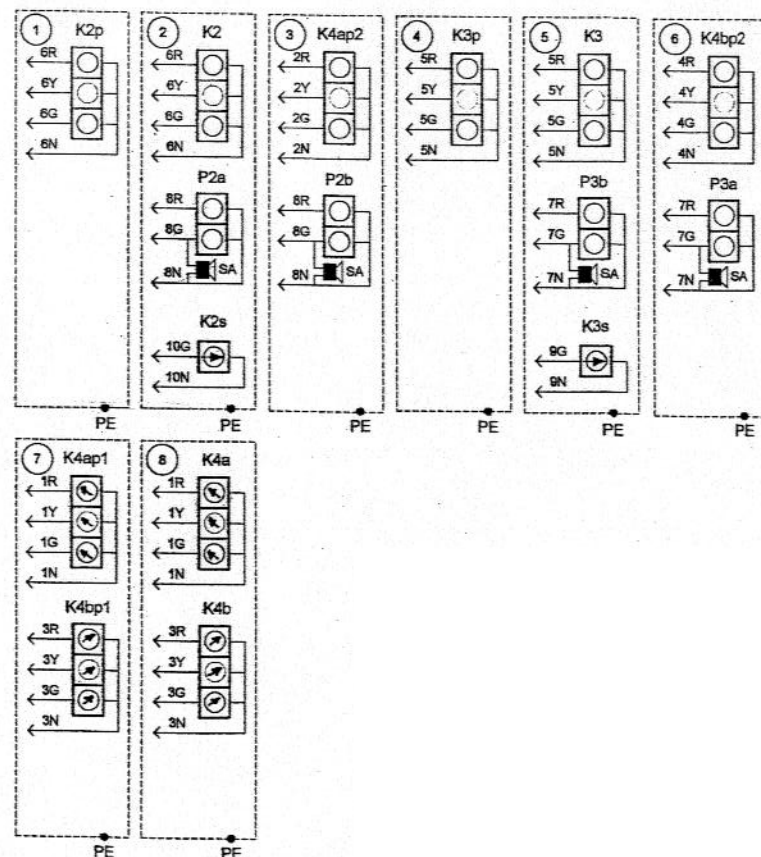 1 K2p
6R
6Y
6G
6N
PE
2 K2
6R
6Y
6G
6N
P2a
8R
8G
SA
8N
K2s
10G
10N
PE
3 K4ap2
2R
2Y
2G
2N
P2b
8R
8G
SA
8N
PE
4 K3p
5R
5Y
5G
5N
PE
5 K3
5R
5Y
5G
5N
P3b
7R
7G
SA
7N
K3s
9G
9N
PE
6 K4bp2
4R
4Y
4G
4N
P3a
7R
7G
SA
7N
PE
7 K4ap1
1R
1Y
1G
1N
K4bp1
3R
3Y
3G
3N
PE
8 K4a
1R
1Y
1G
1N
K4b
3R
3Y
3G
3N
PE